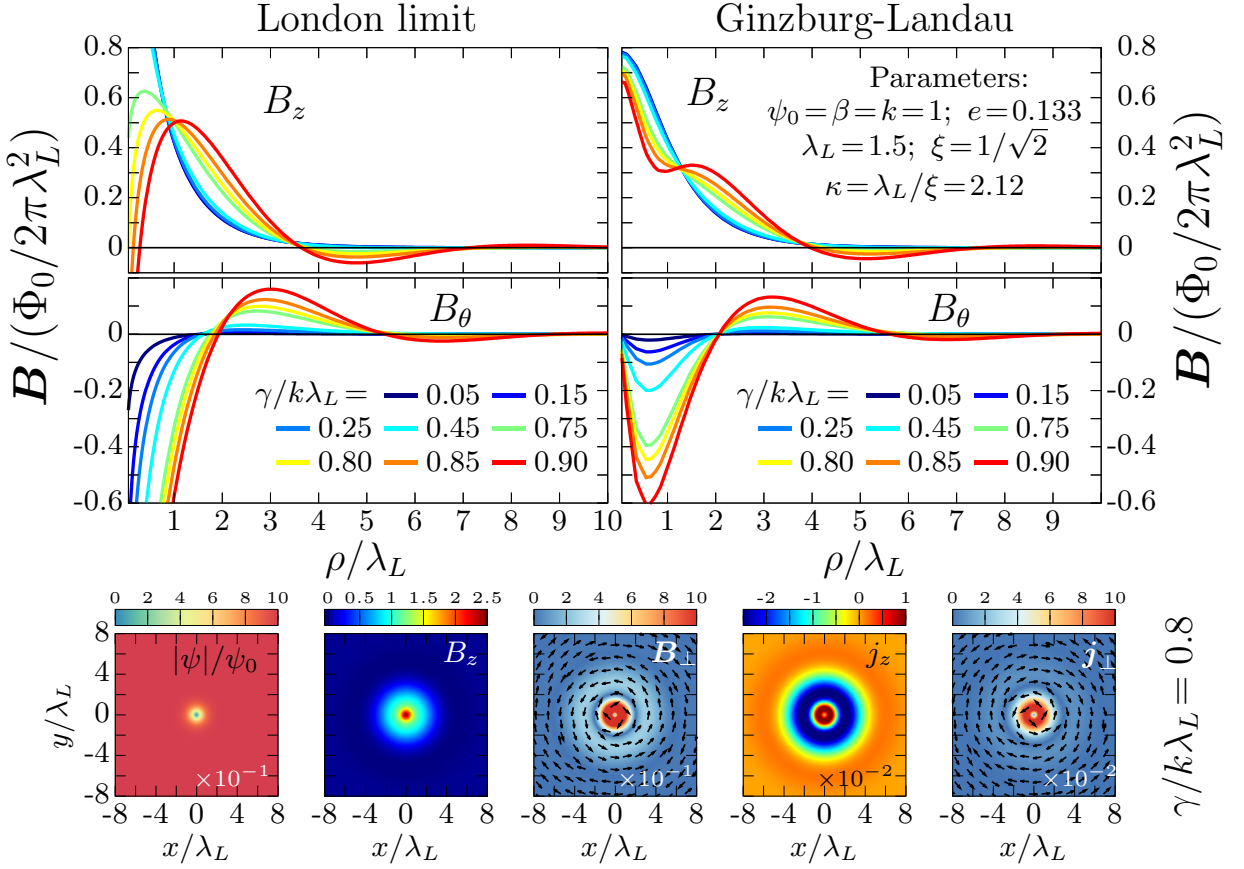 London limit
Ginzburg-Landau
0.8
0.6
0.4
0.2
0
B_z
B_z
Parameters:
ψ₀=β=k=1; e=0.133
λ_L=1.5; ξ=1/√2
κ=λ_L/ξ=2.12
0.8
0.6
0.4
0.2
0
B/(Φ₀/2πλ_L²)
B/(Φ₀/2πλ_L²)
0
-0.2
-0.4
-0.6
B_θ
γ/kλ_L= 0.05 0.15
0.25 0.45 0.75
0.80 0.85 0.90
B_θ
γ/kλ_L= 0.05 0.15
0.25 0.45 0.75
0.80 0.85 0.90
0
-0.2
-0.4
-0.6
1 2 3 4 5 6 7 8 9 10
1 2 3 4 5 6 7 8 9
ρ/λ_L
ρ/λ_L
0 2 4 6 8 10
0 0.5 1 1.5 2 2.5
0 2 4 6 8 10
-2 -1 0 1
0 2 4 6 8 10
8
4
0
-4
-8
y/λ_L
|ψ|/ψ₀
×10⁻¹
B_z
B_⊥
×10⁻¹
j_z
×10⁻²
j_⊥
×10⁻²
γ/kλ_L= 0.8
-8 -4 0 4 8
-8 -4 0 4 8
-8 -4 0 4 8
-8 -4 0 4 8
-8 -4 0 4 8
x/λ_L
x/λ_L
x/λ_L
x/λ_L
x/λ_L